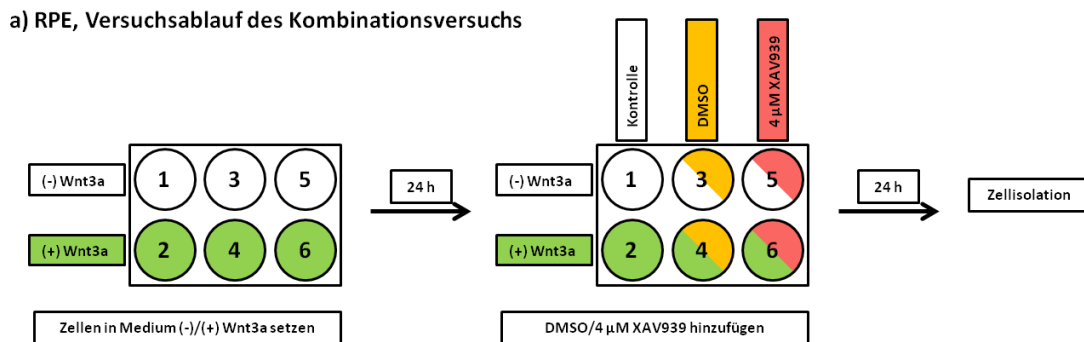 a) RPE, Versuchsablauf des Kombinationsversuchs
Kontrolle
DMSO
4 µM XAV939
(-) Wnt3a
1 3 5
24 h
(-) Wnt3a
1 3 5
24 h
Zellisolation
(+) Wnt3a
2 4 6
(+) Wnt3a
2 4 6
Zellen in Medium (-)/(+) Wnt3a setzen
DMSO/4 µM XAV939 hinzufügen